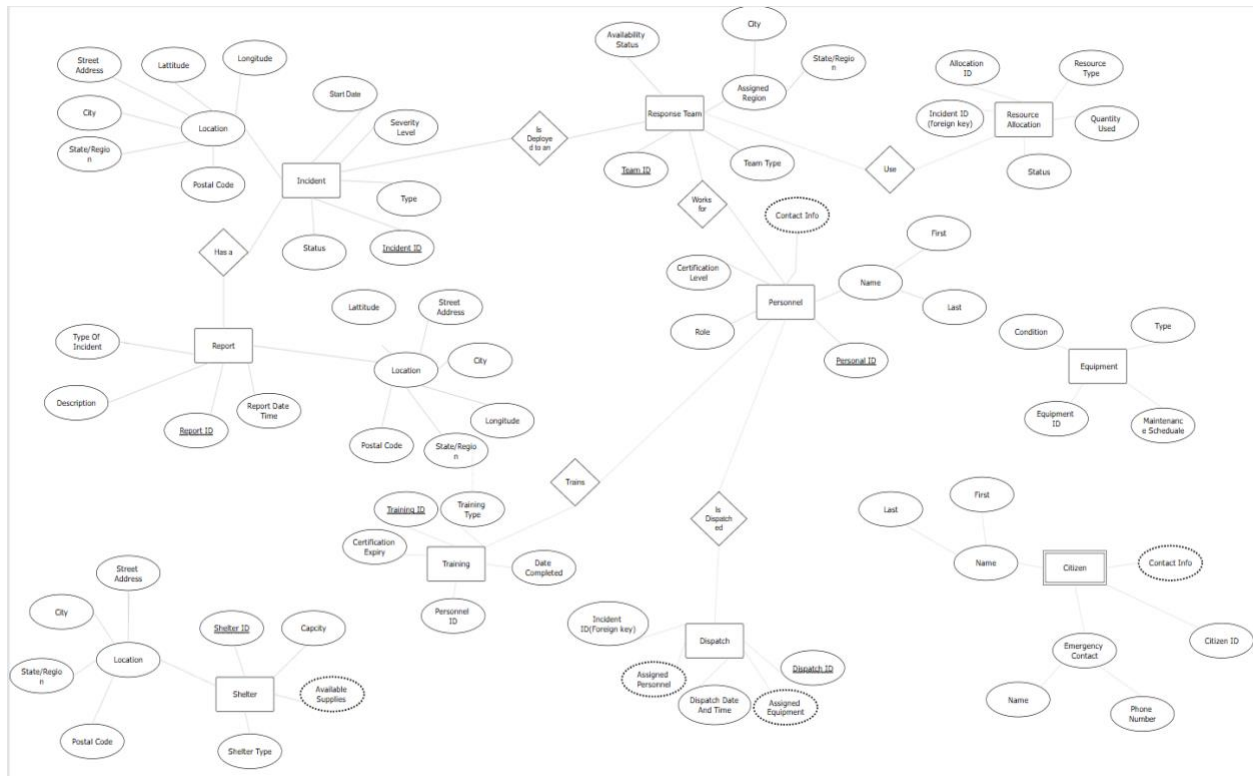 City
Availability
Status
Street
Address
Lattitude
Longitude
State/Regio
n
Allocation
ID
Resource
Type
Start Date
Assigned
Region
City
Location
Severity
Level
Is
Deploye
d to an
Response Team
Incident ID
(foreign key)
Resource
Allocation
Quantity
Used
State/Regio
n
Postal Code
Incident
Type
Team ID
Team Type
Use
Status
Works
for
Contact Info
Has a
Status
Incident ID
First
Certification
Level
Name
Personnel
Last
Lattitude
Street
Address
Type Of
Incident
Report
Role
Personal ID
Condition
Type
City
Location
Equipment
Description
Report ID
Report Date
Time
Longitude
Equipment
ID
Maintenanc
e Scheduale
Postal Code
State/Regio
n
Trains
First
Last
Training ID
Training
Type
Is
Dispatch
ed
Certification
Expiry
Training
Date
Completed
Name
Citizen
Contact Info
Street
Address
City
Shelter ID
Capcity
Personnel
ID
Incident
ID(Foreign key)
Dispatch
Emergency
Contact
Citizen ID
Location
State/Regio
n
Shelter
Available
Supplies
Assigned
Personnel
Dispatch ID
Dispatch Date
And Time
Assigned
Equipment
Name
Phone
Number
Postal Code
Shelter Type